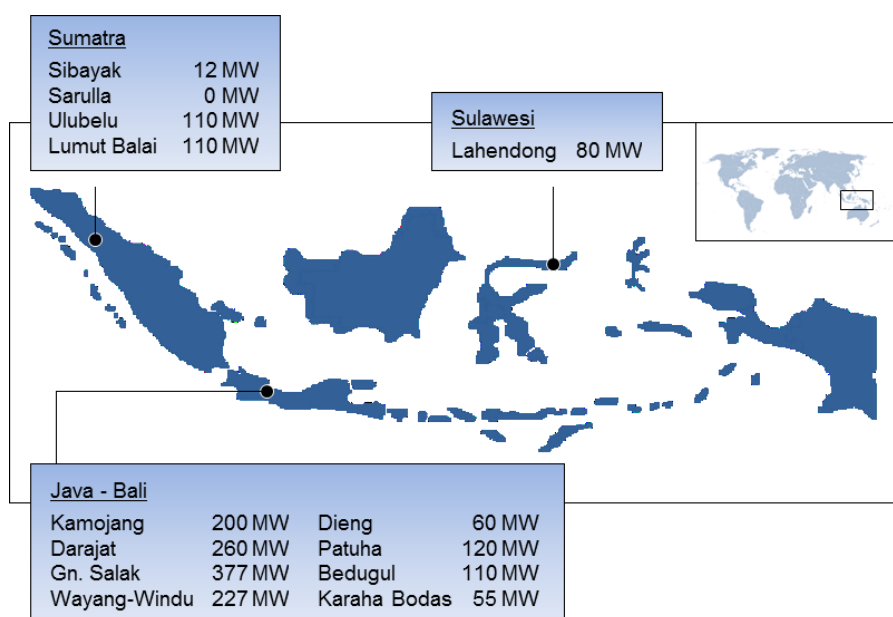 Sumatra
Sibayak 12 MW
Sarulla 0 MW
Ulubelu 110 MW
Lumut Balai 110 MW
Sulawesi
Lahendong 80 MW
Java - Bali
Kamojang 200 MW Dieng 60 MW
Darajat 260 MW Patuha 120 MW
Gn. Salak 377 MW Bedugul 110 MW
Wayang-Windu 227 MW Karaha Bodas 55 MW